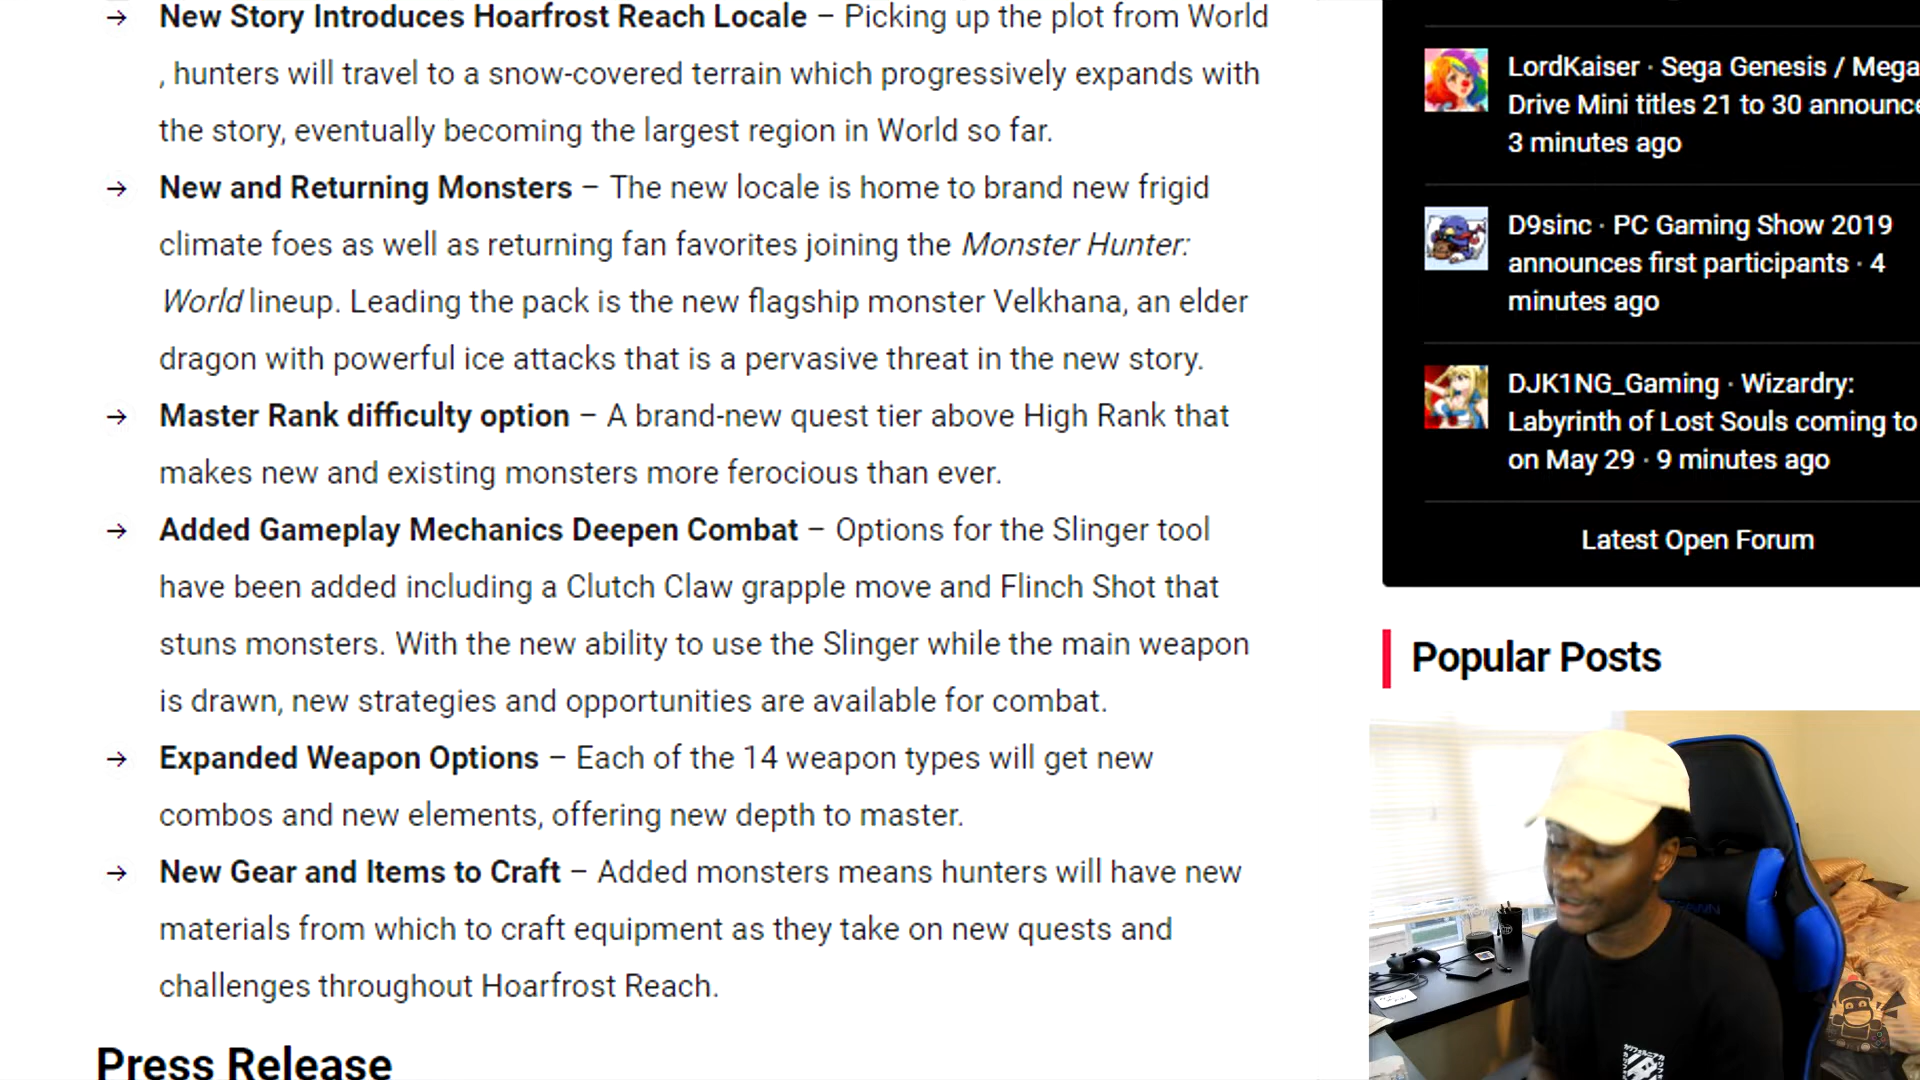 New Story Introduces Hoarfrost Reach Locale – Picking up the plot from World
, hunters will travel to a snow-covered terrain which progressively expands with
the story, eventually becoming the largest region in World so far.
New and Returning Monsters – The new locale is home to brand new frigid
climate foes as well as returning fan favorites joining the Monster Hunter:
World lineup. Leading the pack is the new flagship monster Velkhana, an elder
dragon with powerful ice attacks that is a pervasive threat in the new story.
Master Rank difficulty option – A brand-new quest tier above High Rank that
makes new and existing monsters more ferocious than ever.
Added Gameplay Mechanics Deepen Combat – Options for the Slinger tool
have been added including a Clutch Claw grapple move and Flinch Shot that
stuns monsters. With the new ability to use the Slinger while the main weapon
is drawn, new strategies and opportunities are available for combat.
Expanded Weapon Options – Each of the 14 weapon types will get new
combos and new elements, offering new depth to master.
New Gear and Items to Craft – Added monsters means hunters will have new
materials from which to craft equipment as they take on new quests and
challenges throughout Hoarfrost Reach.
Press Release
LordKaiser · Sega Genesis / Mega
Drive Mini titles 21 to 30 announce
3 minutes ago
D9sinc · PC Gaming Show 2019
announces first participants · 4
minutes ago
DJK1NG_Gaming · Wizardry:
Labyrinth of Lost Souls coming to
on May 29 · 9 minutes ago
Latest Open Forum
Popular Posts